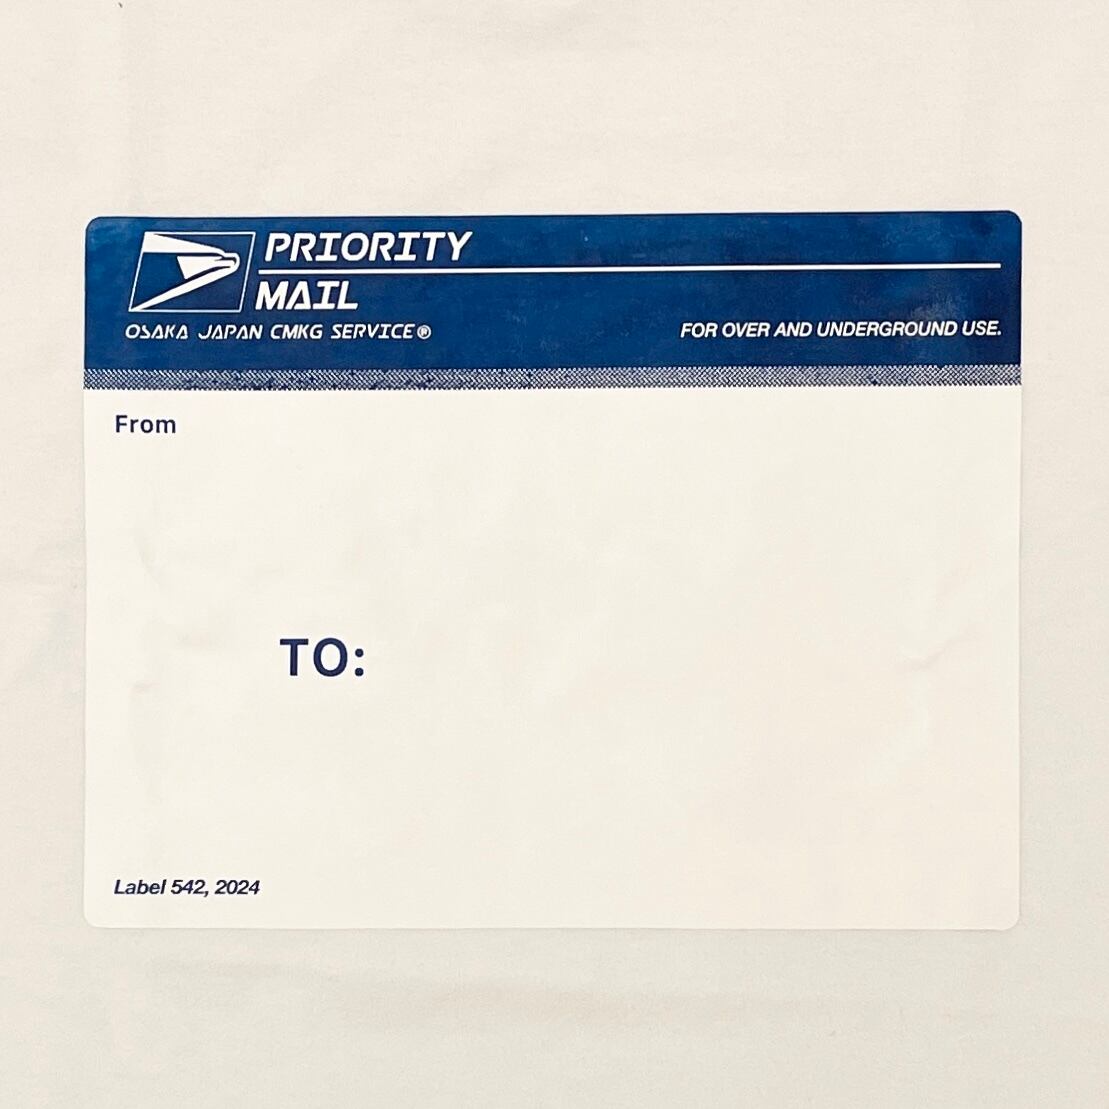 PRIORITY
MAIL
OSAKA JAPAN CMKG SERVICE®
FOR OVER AND UNDERGROUND USE.
From
TO:
Label 542, 2024